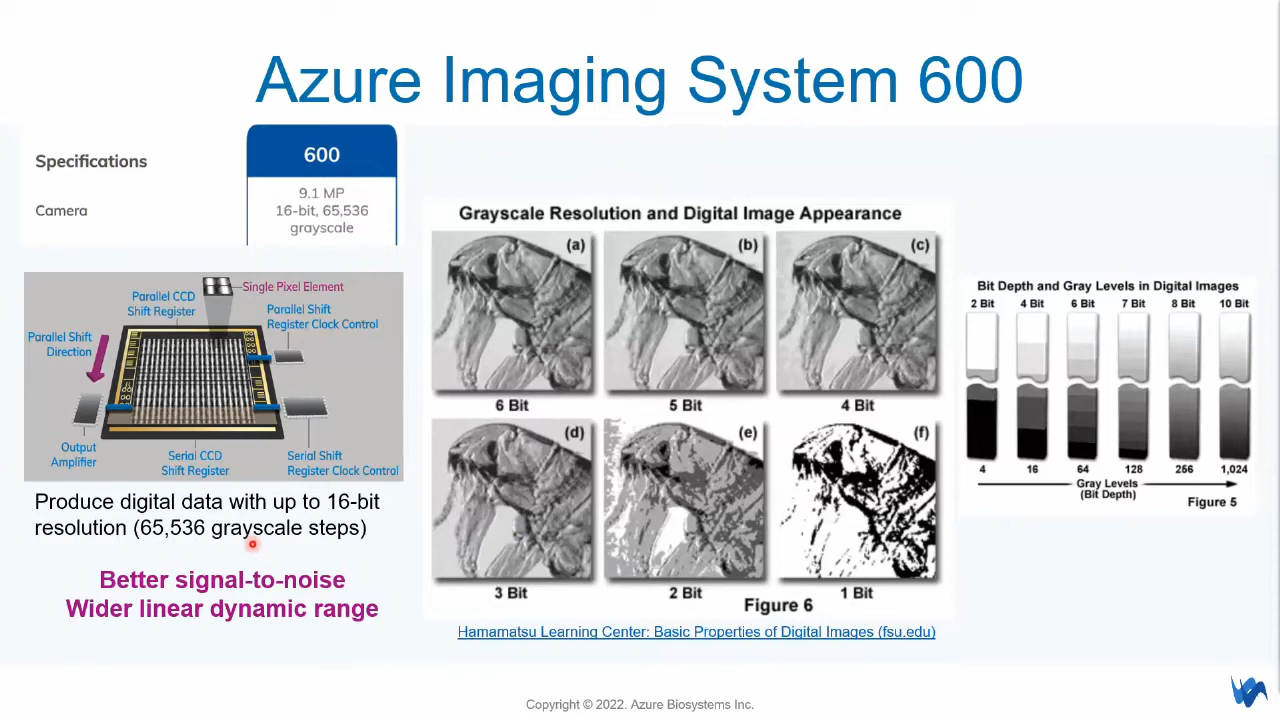 Azure Imaging System 600
Specifications
600
Camera
9.1 MP
16-bit, 65,536
grayscale
Single Pixel Element
Parallel CCD
Shift Register
Parallel Shift
Register Clock Control
Parallel Shift
Direction
Output
Amplifier
Serial CCD
Shift Register
Serial Shift
Register Clock Control
Produce digital data with up to 16-bit
resolution (65,536 grayscale steps)
Better signal-to-noise
Wider linear dynamic range
Grayscale Resolution and Digital Image Appearance
(a)
(b)
(c)
6 Bit
5 Bit
4 Bit
(d)
(e)
(f)
3 Bit
2 Bit
1 Bit
Figure 6
Hamamatsu Learning Center: Basic Properties of Digital Images (fsu.edu)
Bit Depth and Gray Levels in Digital Images
2 Bit 4 Bit 6 Bit 7 Bit 8 Bit 10 Bit
4 16 64 128 256 1,024
Gray Levels
(Bit Depth)
Figure 5
Copyright © 2022. Azure Biosystems Inc.